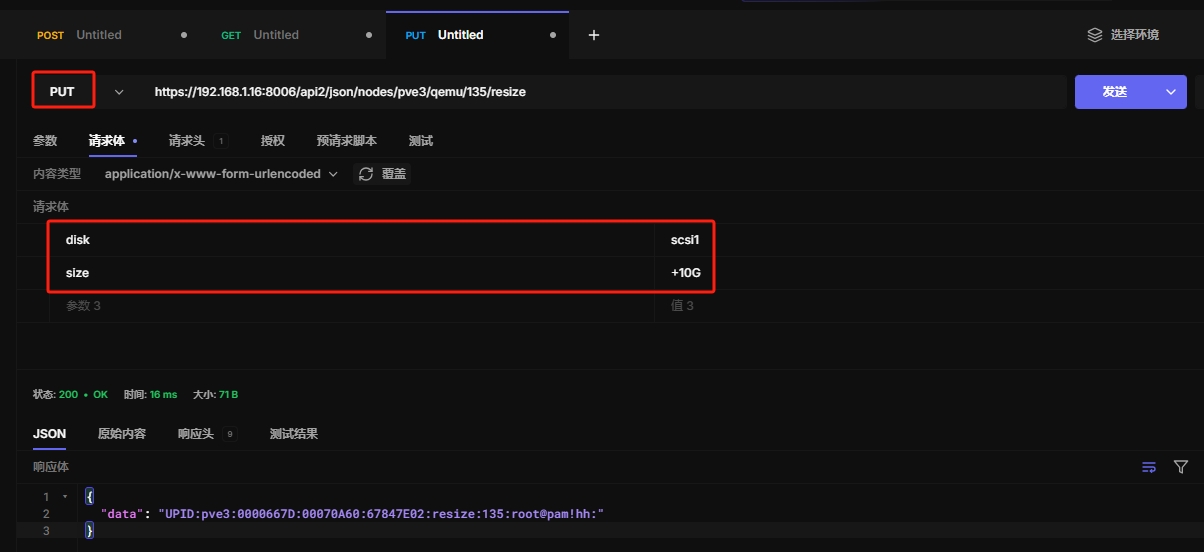 POST Untitled GET Untitled PUT Untitled + 选择环境
PUT https://192.168.1.16:8006/api2/json/nodes/pve3/qemu/135/resize 发送
参数 请求体 请求头 1 授权 预请求脚本 测试
内容类型 application/x-www-form-urlencoded 覆盖
请求体
disk scsi1
size +10G
参数 3 值 3
状态: 200 • OK 时间: 16 ms 大小: 71 B
JSON 原始内容 响应头 9 测试结果
响应体
1 {
2 "data": "UPID:pve3:0000667D:00070A60:67847E02:resize:135:root@pam!hh:"
3 }